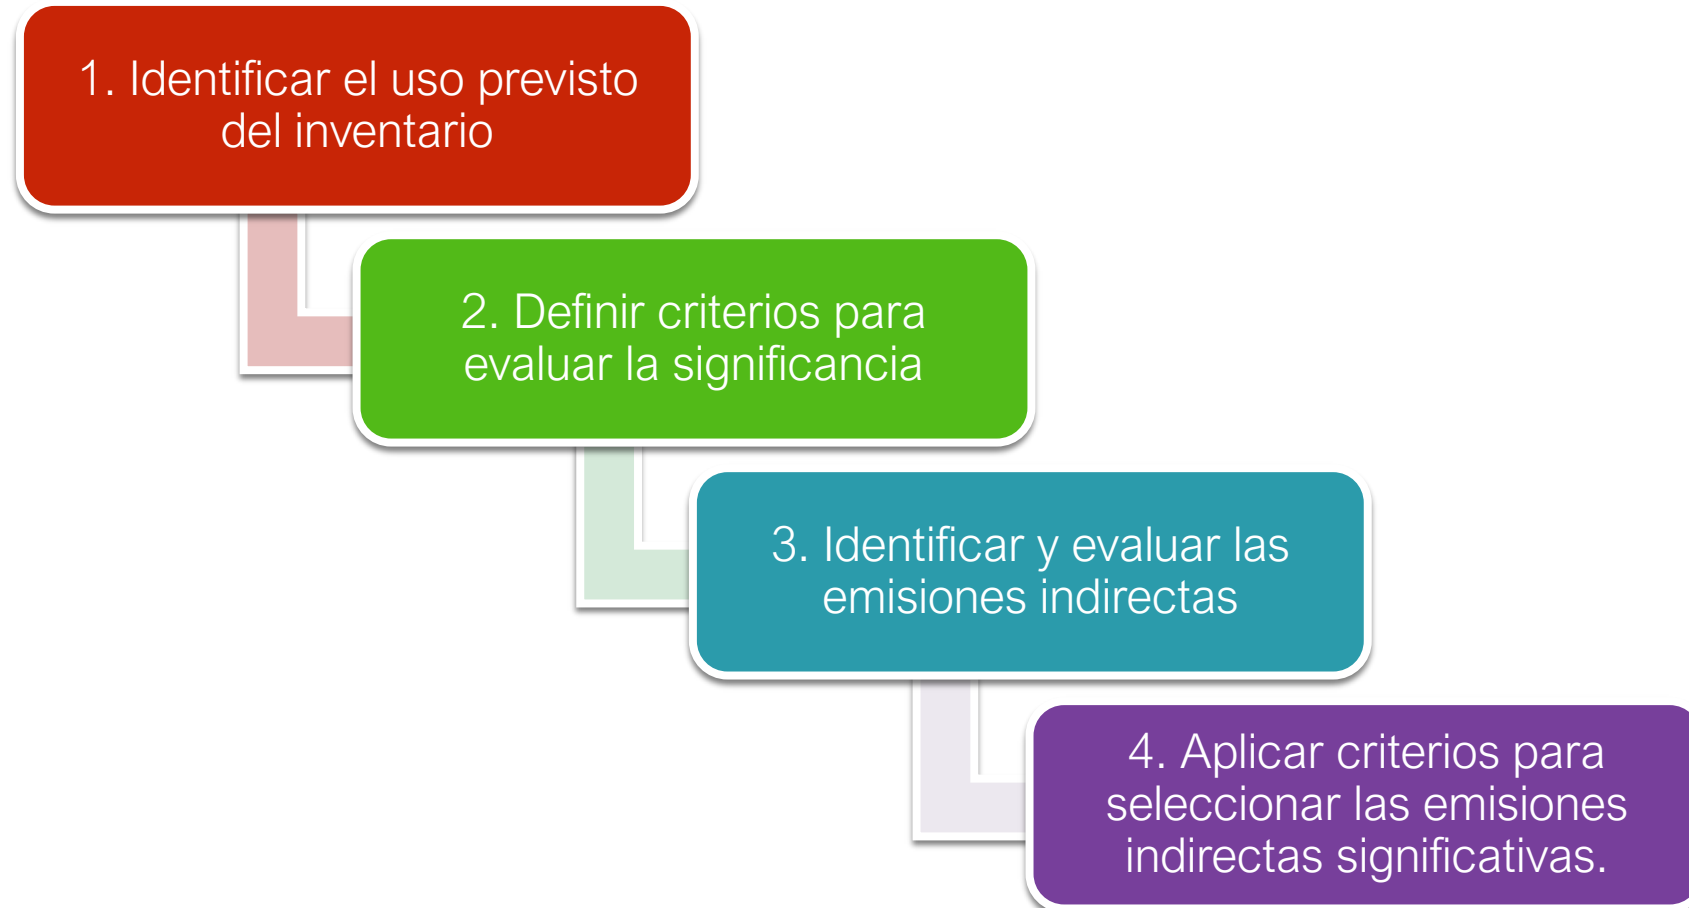 1. Identificar el uso previsto
del inventario
2. Definir criterios para
evaluar la significancia
3. Identificar y evaluar las
emisiones indirectas
4. Aplicar criterios para
seleccionar las emisiones
indirectas significativas.